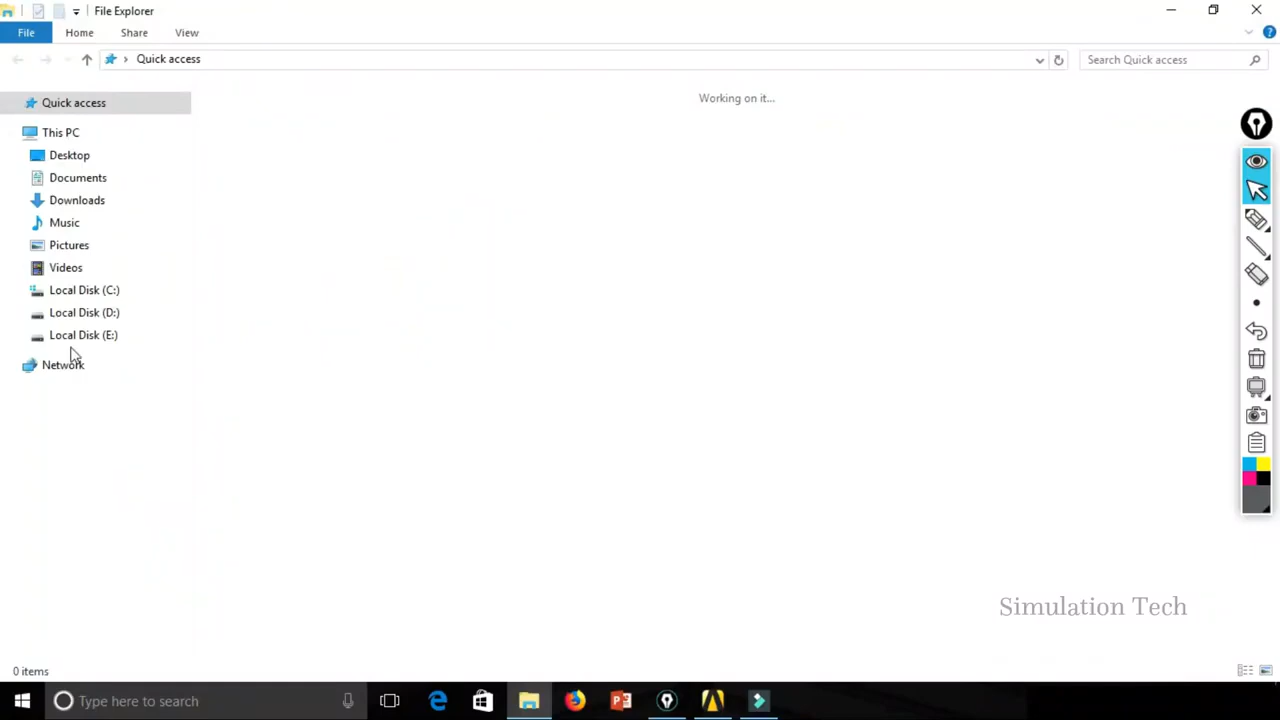 File Explorer
File Home Share View
Quick access Search Quick access
Quick access Working on it...
This PC
Desktop
Documents
Downloads
Music
Pictures
Videos
Local Disk (C:)
Local Disk (D:)
Local Disk (E:)
Network
Simulation Tech
0 items
Type here to search